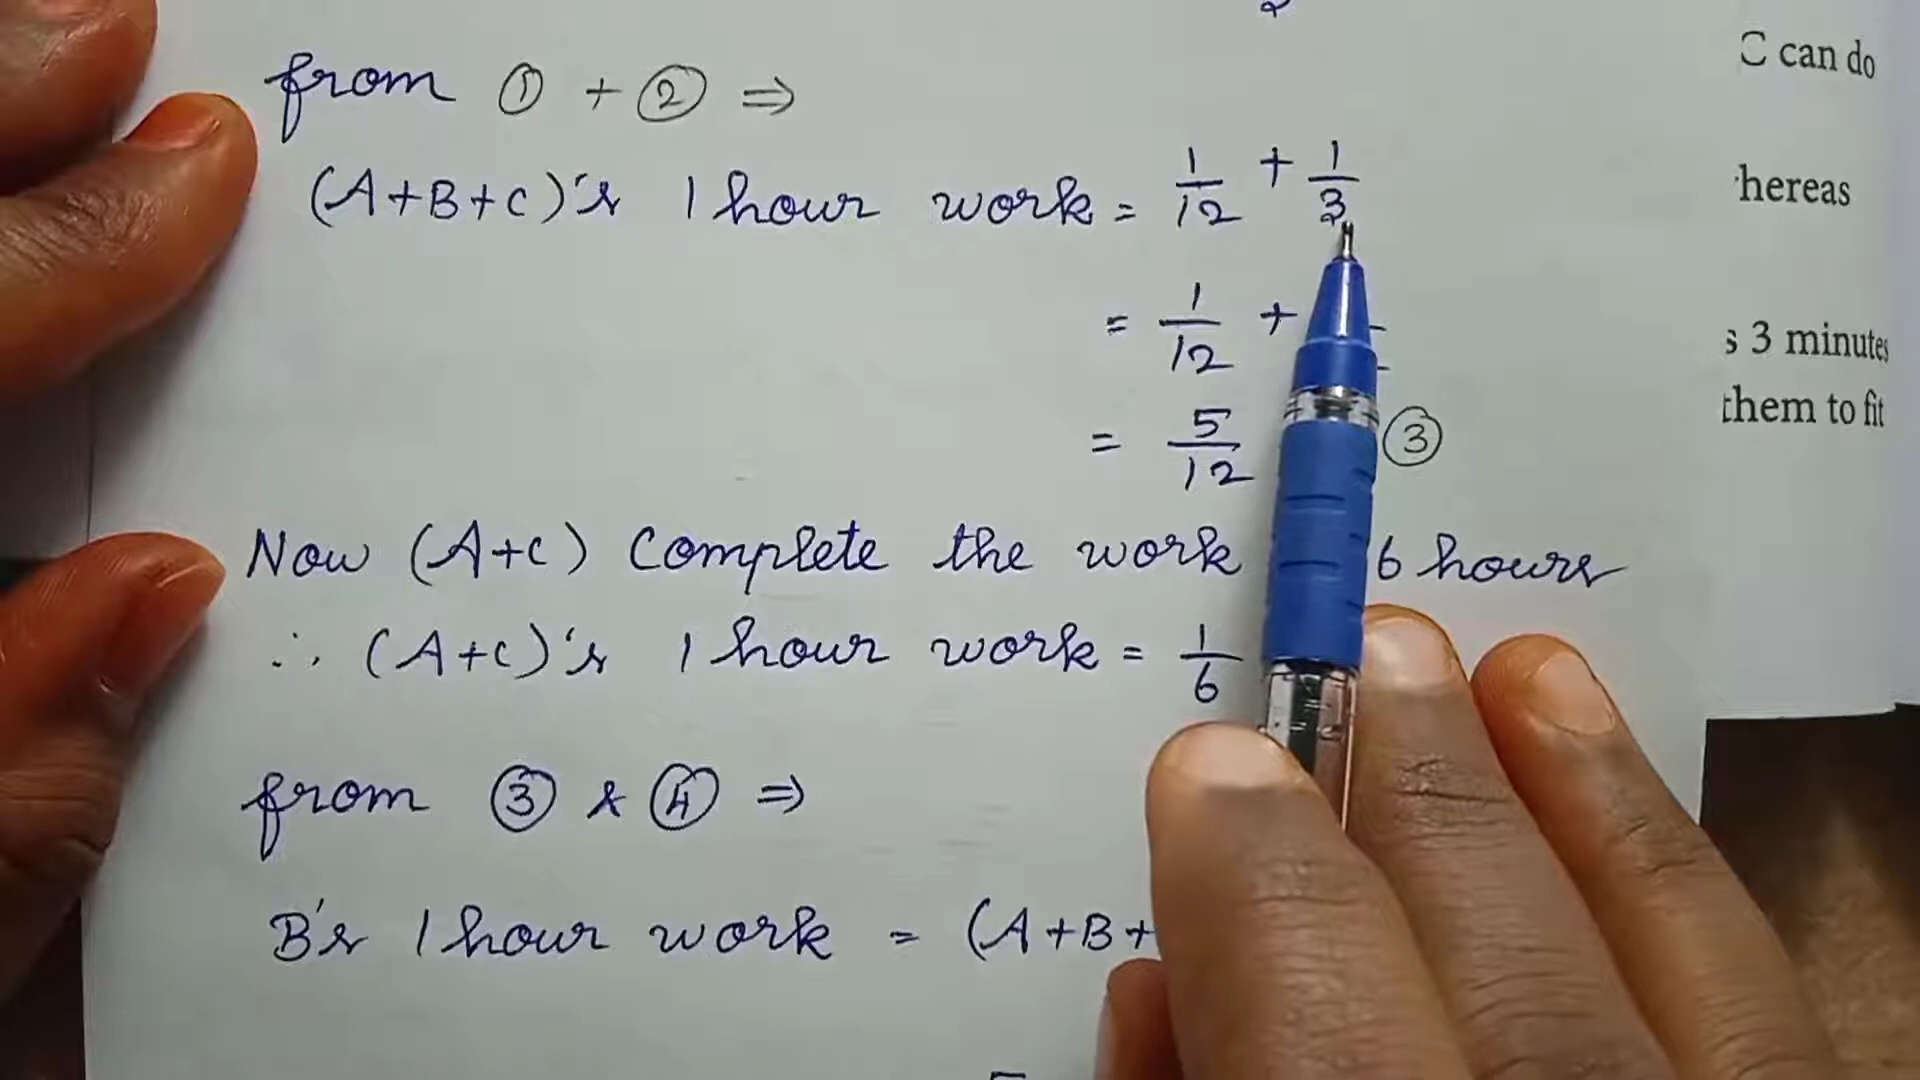 from ① + ② ⇒
(A+B+C)'s 1 hour work = 1/12 + 1/3
= 1/12 +
= 5/12 ③
Now (A+C) Complete the work 6 hours
∴ (A+C)'s 1 hour work = 1/6
from ③ & ④ ⇒
B's 1 hour work = (A+B+
C can do
hereas
s 3 minutes
them to fit